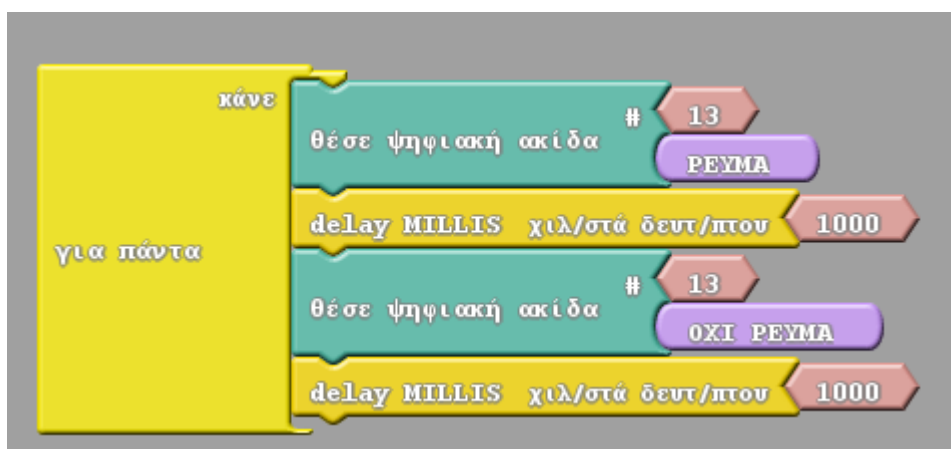 κάνε
θέσε ψηφιακή ακίδα # 13
ΡΕΥΜΑ
delay MILLIS χιλ/στά δευτ/πτου 1000
για πάντα
θέσε ψηφιακή ακίδα # 13
ΟΧΙ ΡΕΥΜΑ
delay MILLIS χιλ/στά δευτ/πτου 1000